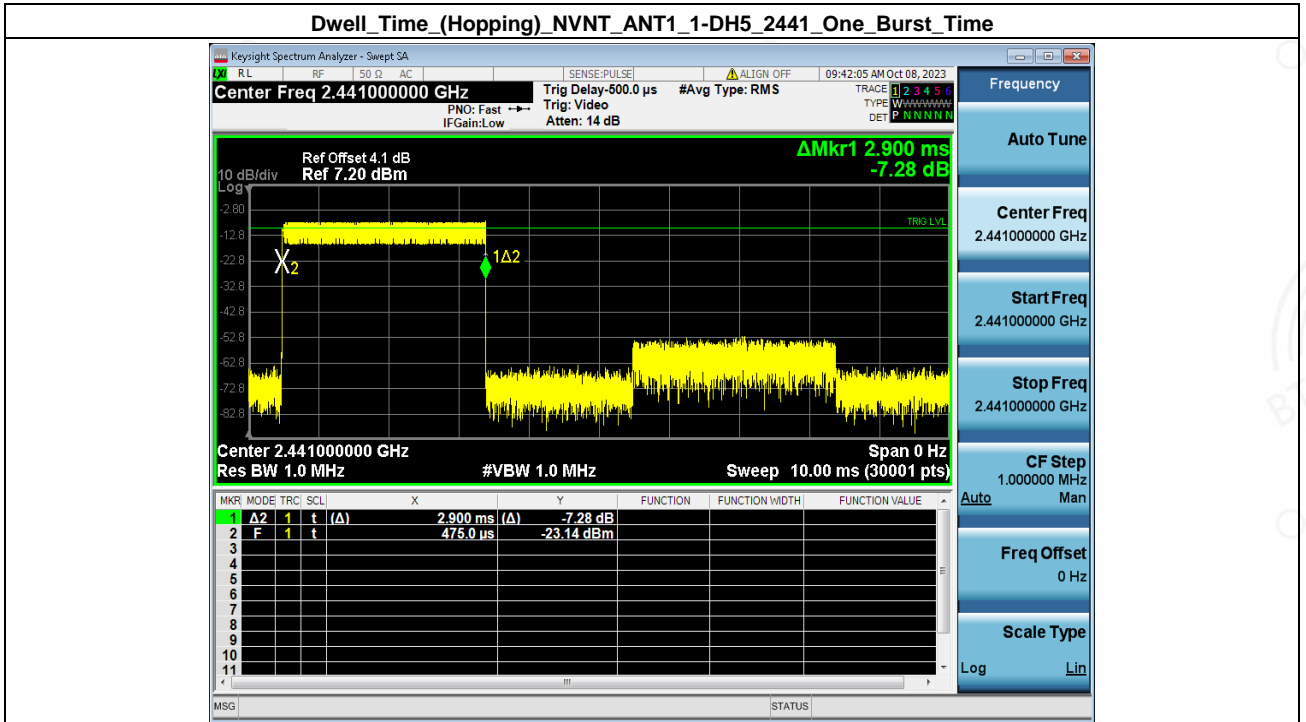 Dwell_Time_(Hopping)_NVNT_ANT1_1-DH5_2441_One_Burst_Time
Keysight Spectrum Analyzer - Swept SA
LXI RL RF 50 Ω AC SENSE:PULSE ALIGN OFF 09:42:05 AM Oct 08, 2023
Center Freq 2.441000000 GHz
PNO: Fast
IFGain:Low
Trig Delay-500.0 µs
Trig: Video
Atten: 14 dB
#Avg Type: RMS
TRACE 1 2 3 4 5 6
TYPE WWWWWW
DET P N N N N N
ΔMkr1 2.900 ms
-7.28 dB
Ref Offset 4.1 dB
10 dB/div Ref 7.20 dBm
Log
-2.80
TRIG LVL
-12.8
-22.8
X2
1Δ2
-32.8
-42.8
-52.8
-62.8
-72.8
-82.8
Center 2.441000000 GHz Span 0 Hz
Res BW 1.0 MHz #VBW 1.0 MHz Sweep 10.00 ms (30001 pts)
MKR MODE TRC SCL X Y FUNCTION FUNCTION WIDTH FUNCTION VALUE
1 Δ2 1 t (Δ) 2.900 ms (Δ) -7.28 dB
2 F 1 t 475.0 µs -23.14 dBm
3
4
5
6
7
8
9
10
11
MSG STATUS
Frequency
Auto Tune
Center Freq
2.441000000 GHz
Start Freq
2.441000000 GHz
Stop Freq
2.441000000 GHz
CF Step
1.000000 MHz
Auto Man
Freq Offset
0 Hz
Scale Type
Log Lin